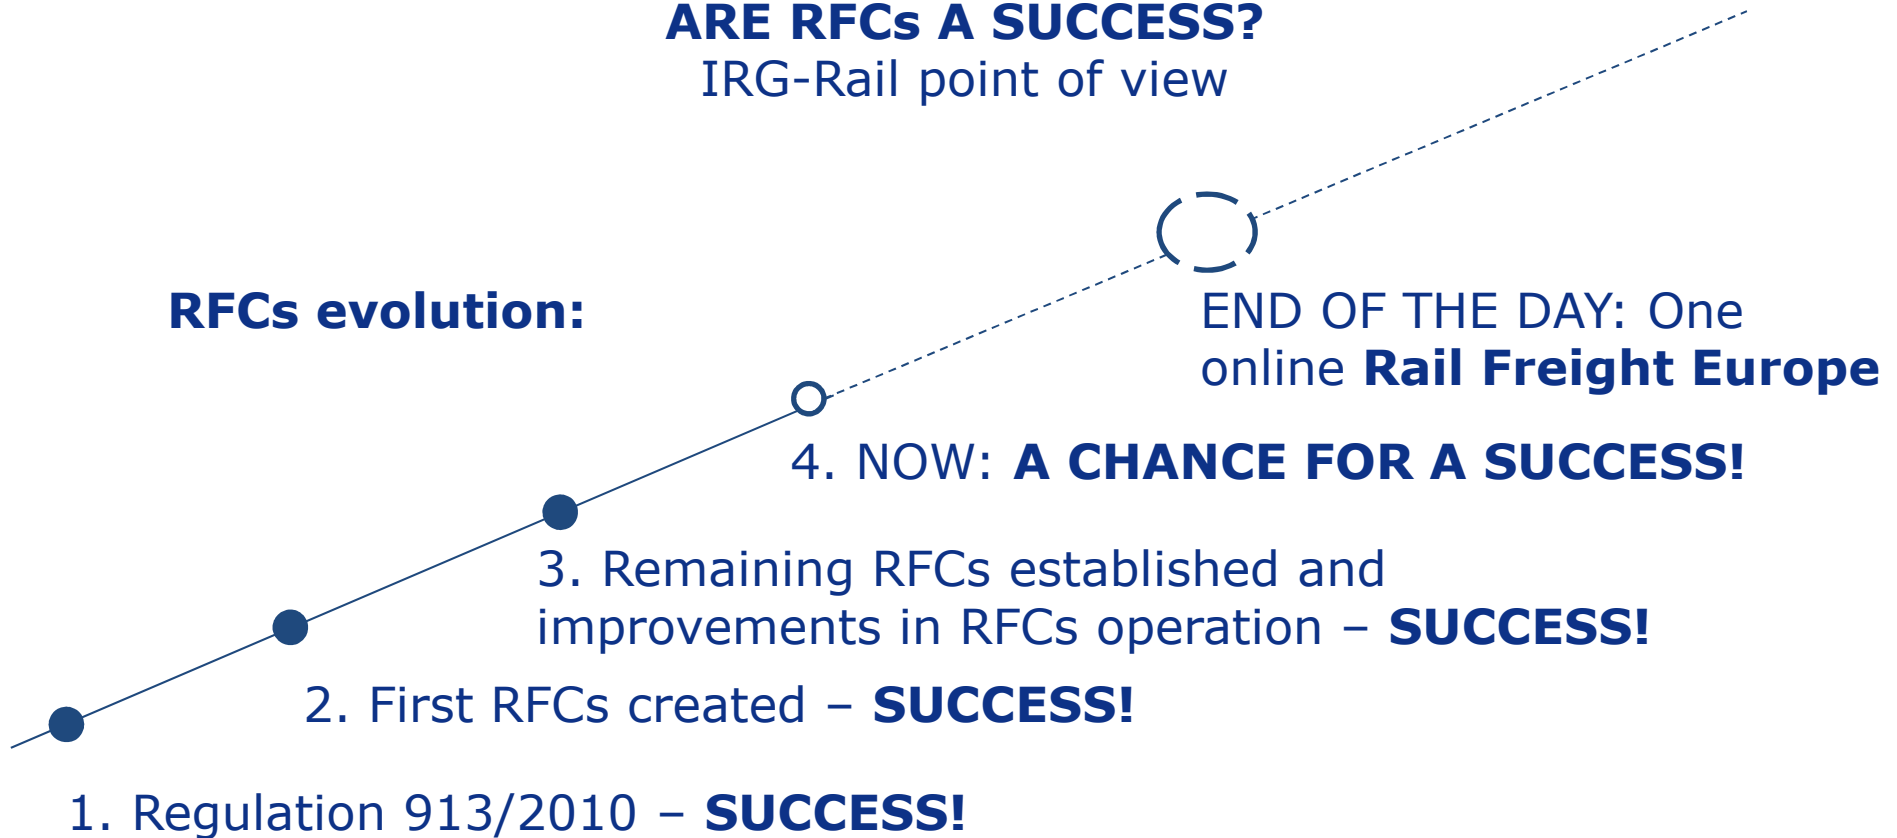 ARE RFCs A SUCCESS?
IRG-Rail point of view
RFCs evolution:
END OF THE DAY: One
online Rail Freight Europe
4. NOW: A CHANCE FOR A SUCCESS!
3. Remaining RFCs established and
improvements in RFCs operation – SUCCESS!
2. First RFCs created – SUCCESS!
1. Regulation 913/2010 – SUCCESS!